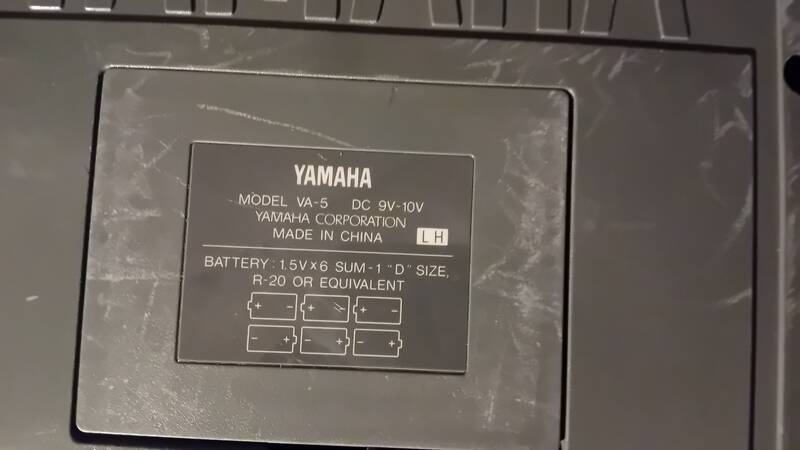 YAMAHA
YAMAHA
MODEL VA-5 DC 9V-10V
YAMAHA CORPORATION
MADE IN CHINA LH
BATTERY: 1.5V×6 SUM-1 "D" SIZE,
R-20 OR EQUIVALENT
+ - + - + -
- + - + - +